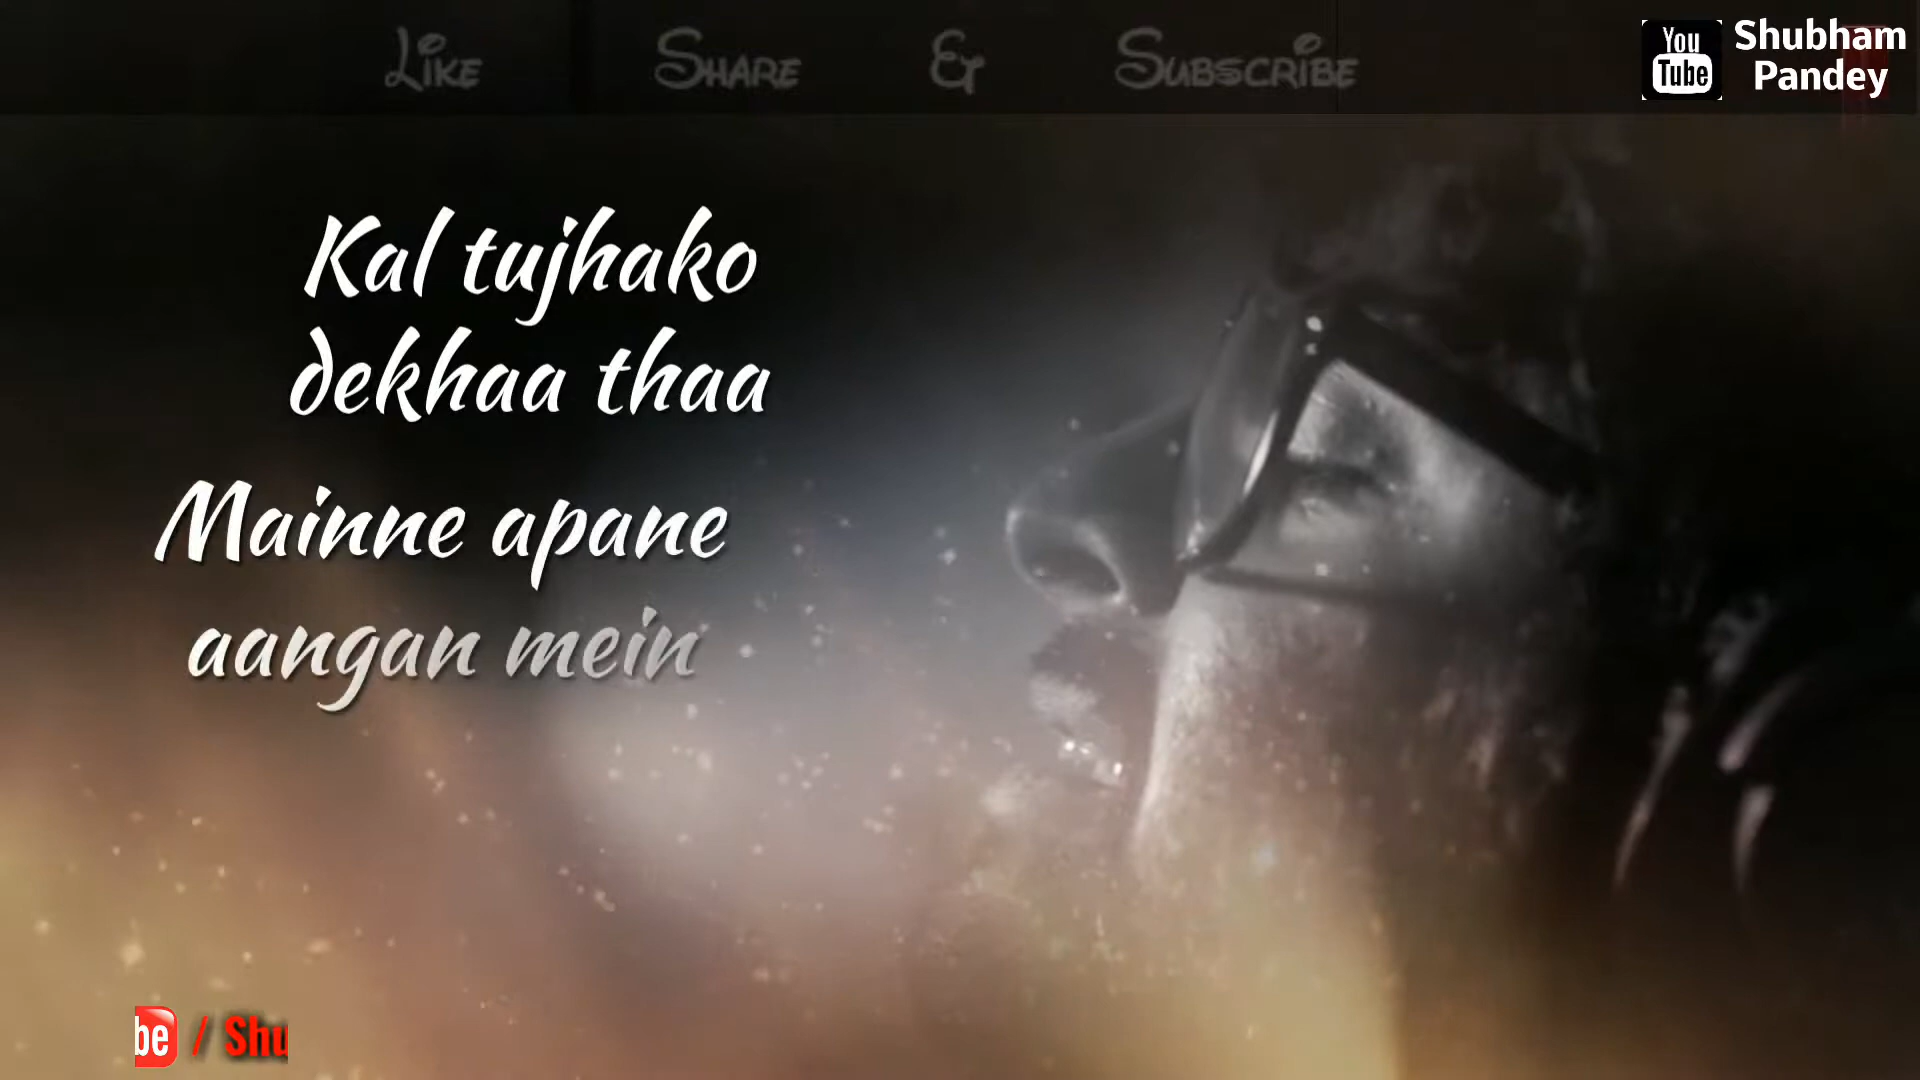 Like Share & Subscribe
You Tube
Shubham
Pandey
Kal tujhako
dekhaa thaa
Mainne apane
aangan mein
be / Shu